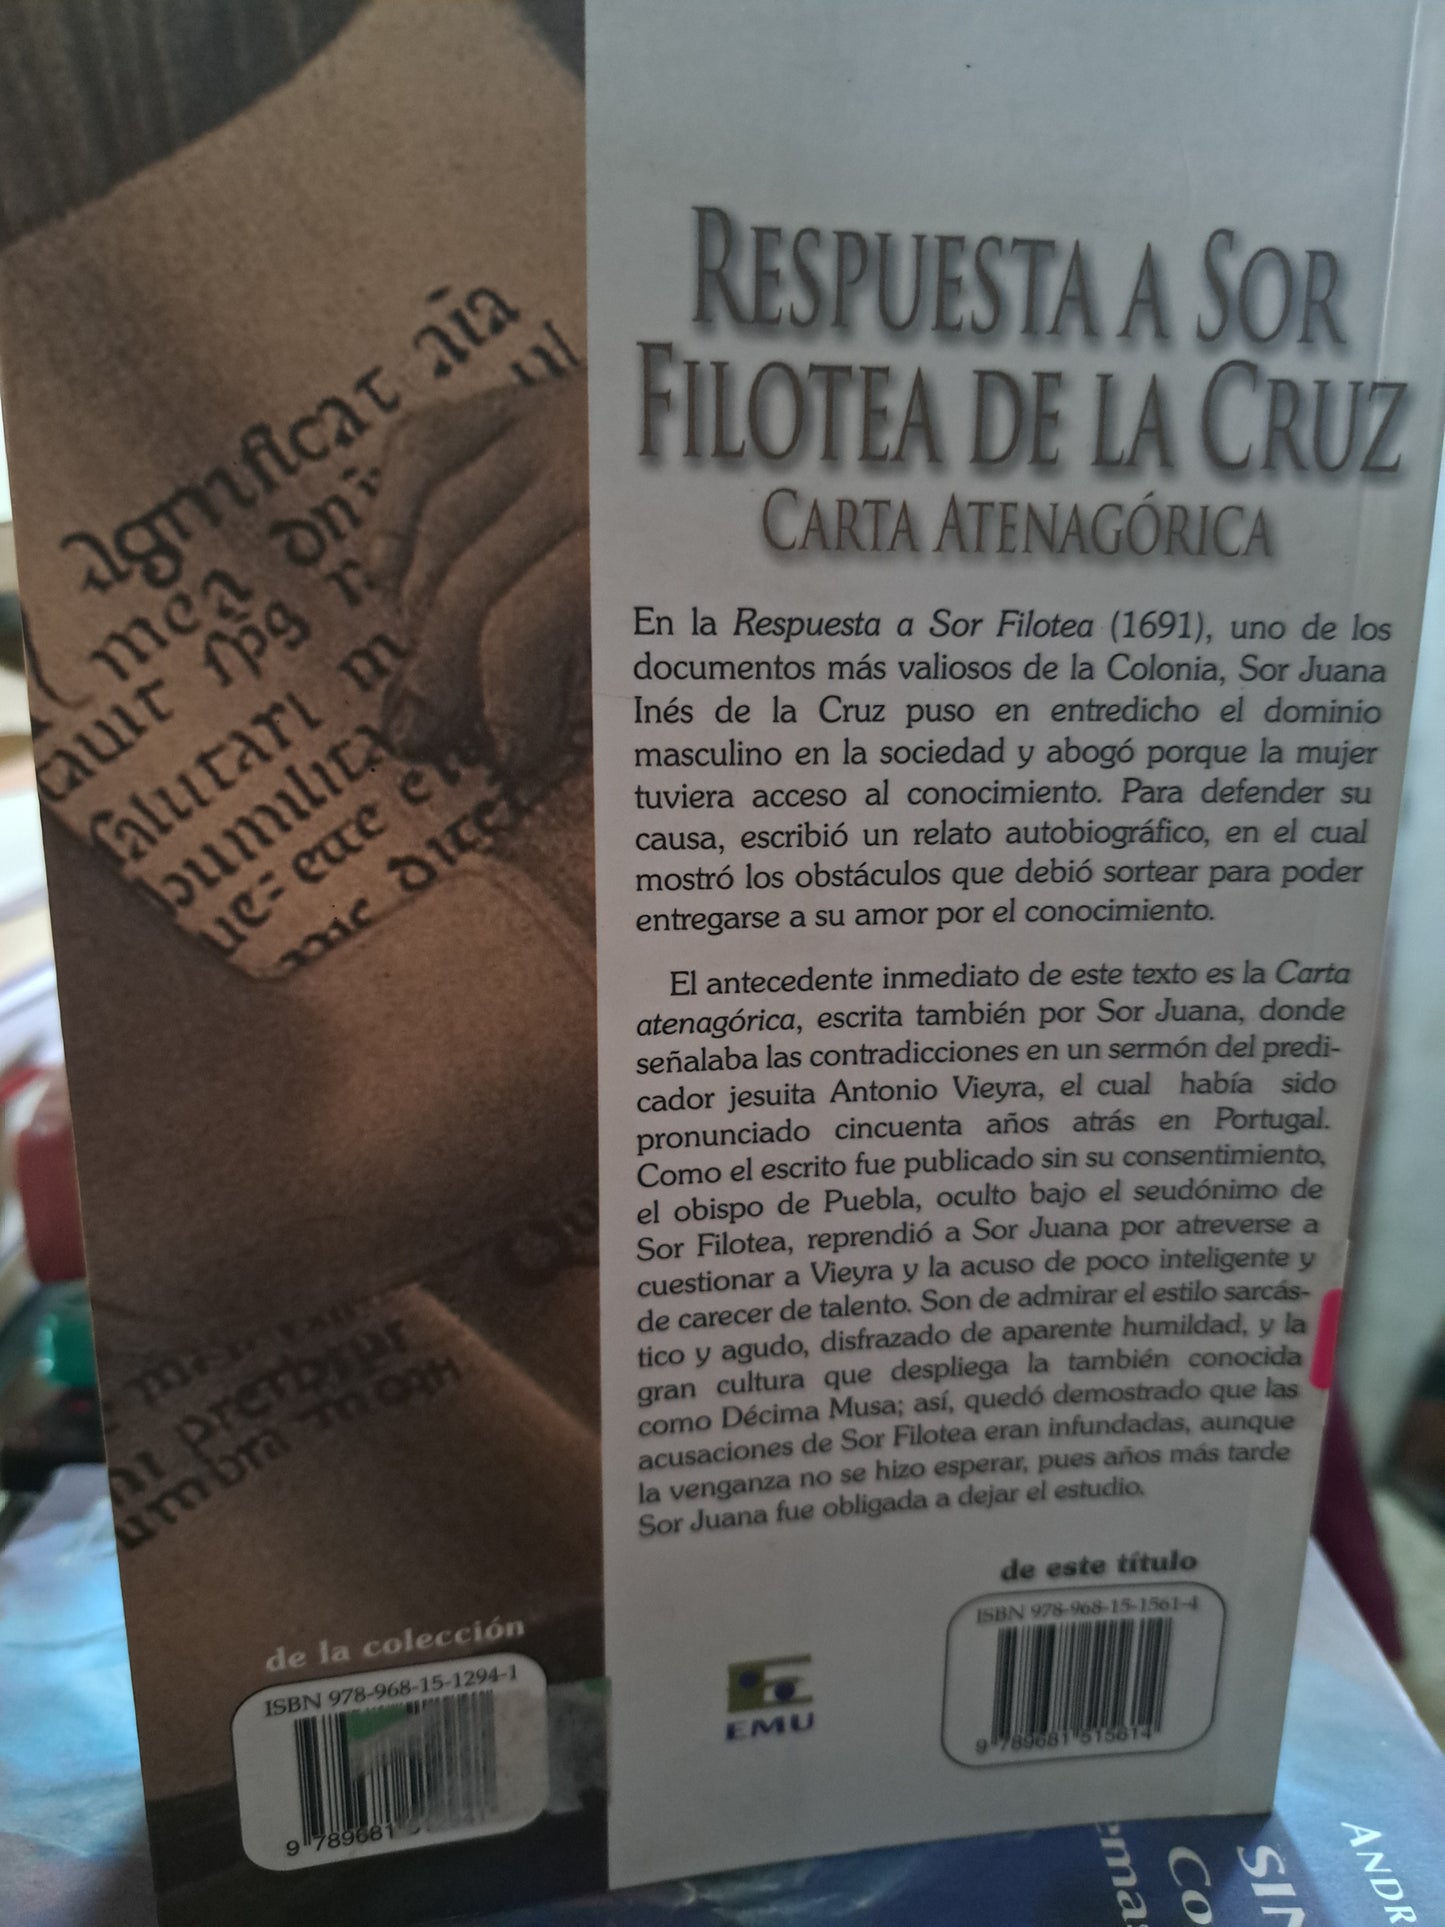 agnificat aia
mea
humilita
RESPUESTA A SOR
FILOTEA DE LA CRUZ
CARTA ATENAGÓRICA
En la Respuesta a Sor Filotea (1691), uno de los
documentos más valiosos de la Colonia, Sor Juana
Inés de la Cruz puso en entredicho el dominio
masculino en la sociedad y abogó porque la mujer
tuviera acceso al conocimiento. Para defender su
causa, escribió un relato autobiográfico, en el cual
mostró los obstáculos que debió sortear para poder
entregarse a su amor por el conocimiento.
El antecedente inmediato de este texto es la Carta
atenagórica, escrita también por Sor Juana, donde
señalaba las contradicciones en un sermón del predi-
cador jesuita Antonio Vieyra, el cual había sido
pronunciado cincuenta años atrás en Portugal.
Como el escrito fue publicado sin su consentimiento,
el obispo de Puebla, oculto bajo el seudónimo de
Sor Filotea, reprendió a Sor Juana por atreverse a
cuestionar a Vieyra y la acuso de poco inteligente y
de carecer de talento. Son de admirar el estilo sarcás-
tico y agudo, disfrazado de aparente humildad, y la
gran cultura que despliega la también conocida
como Décima Musa; así, quedó demostrado que las
acusaciones de Sor Filotea eran infundadas, aunque
la venganza no se hizo esperar, pues años más tarde
Sor Juana fue obligada a dejar el estudio.
de la colección
ISBN 978-968-15-1294-1
9 789681
EMU
de este título
ISBN 978-968-15-1561-4
9 789681 515614
ANDR
SIN
Co